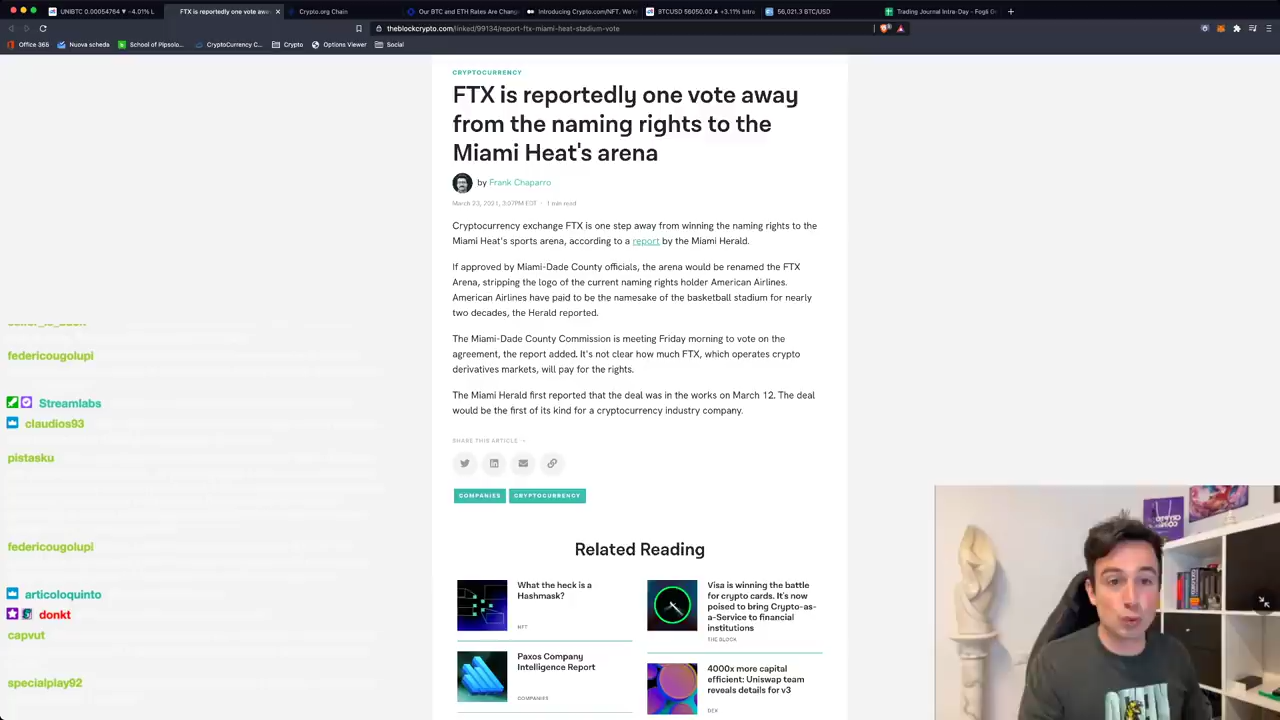 UNIBTC 0.00054764 ▼ −4.01% L
FTX is reportedly one vote away
Crypto.org Chain
Our BTC and ETH Rates Are Chang
Introducing Crypto.com/NFT. We're
BTCUSD 56050.00 ▲ +3.11% Intra
56,021.3 BTC/USD
Trading Journal Intra-Day – Fogli G
theblockcrypto.com/linked/99134/report-ftx-miami-heat-stadium-vote
Office 365
Nuova scheda
School of Pipsolo...
CryptoCurrency C...
Crypto
Options Viewer
Social
CRYPTOCURRENCY
FTX is reportedly one vote away
from the naming rights to the
Miami Heat's arena
by Frank Chaparro
March 23, 2021, 3:07PM EDT · 1 min read
Cryptocurrency exchange FTX is one step away from winning the naming rights to the
Miami Heat's sports arena, according to a report by the Miami Herald.
If approved by Miami-Dade County officials, the arena would be renamed the FTX
Arena, stripping the logo of the current naming rights holder American Airlines.
American Airlines have paid to be the namesake of the basketball stadium for nearly
two decades, the Herald reported.
The Miami-Dade County Commission is meeting Friday morning to vote on the
agreement, the report added. It's not clear how much FTX, which operates crypto
derivatives markets, will pay for the rights.
The Miami Herald first reported that the deal was in the works on March 12. The deal
would be the first of its kind for a cryptocurrency industry company.
SHARE THIS ARTICLE →
COMPANIES
CRYPTOCURRENCY
Related Reading
What the heck is a
Hashmask?
NFT
Visa is winning the battle
for crypto cards. It's now
poised to bring Crypto-as-
a-Service to financial
institutions
THE BLOCK
Paxos Company
Intelligence Report
COMPANIES
4000x more capital
efficient: Uniswap team
reveals details for v3
DEX
federicougolupi
Streamlabs
claudios93
pistasku
federicougolupi
articoloquinto
donkt
capvut
specialplay92